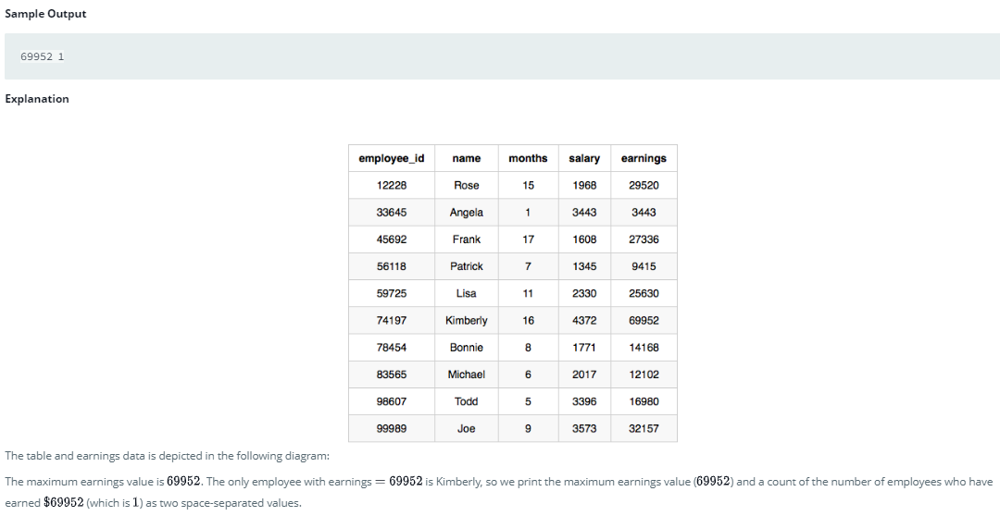 Sample Output
69952 1
Explanation
employee_id name months salary earnings
12228 Rose 15 1968 29520
33645 Angela 1 3443 3443
45692 Frank 17 1608 27336
56118 Patrick 7 1345 9415
59725 Lisa 11 2330 25630
74197 Kimberly 16 4372 69952
78454 Bonnie 8 1771 14168
83565 Michael 6 2017 12102
98607 Todd 5 3396 16980
99989 Joe 9 3573 32157
The table and earnings data is depicted in the following diagram:
The maximum earnings value is 69952. The only employee with earnings = 69952 is Kimberly, so we print the maximum earnings value (69952) and a count of the number of employees who have
earned $69952 (which is 1) as two space-separated values.